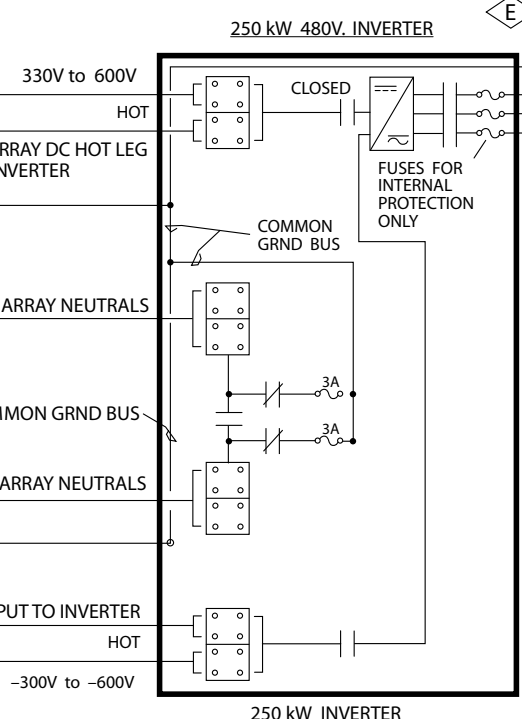 E
250 kW 480V. INVERTER
330V to 600V
HOT
CLOSED
RRAY DC HOT LEG
NVERTER
FUSES FOR
INTERNAL
PROTECTION
ONLY
COMMON
GRND BUS
ARRAY NEUTRALS
3A
MMON GRND BUS
3A
ARRAY NEUTRALS
PUT TO INVERTER
HOT
–300V to –600V
250 kW INVERTER